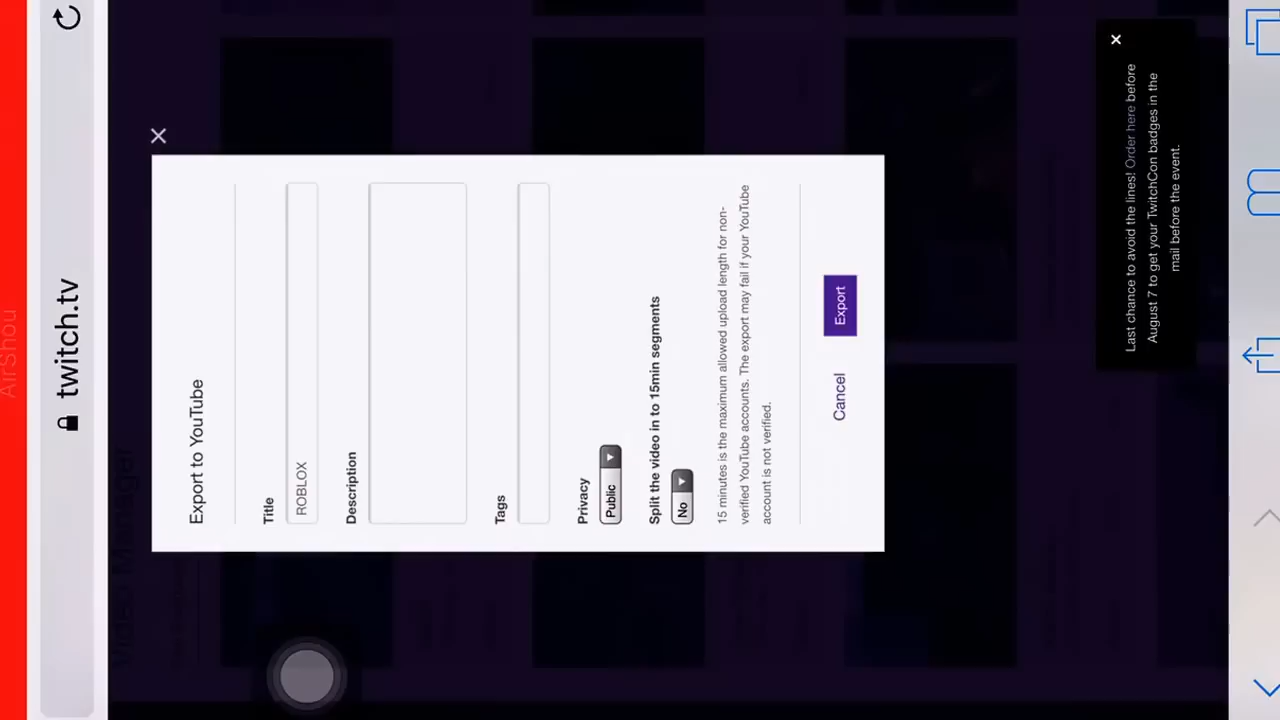 AirShou
twitch.tv
Video Manager
Export to YouTube
Title
ROBLOX
Description
Tags
Privacy
Public
Split the video in to 15min segments
No
15 minutes is the maximum allowed upload length for non-
verified YouTube accounts. The export may fail if your YouTube
account is not verified.
Cancel
Export
Last chance to avoid the lines! Order here before
August 7 to get your TwitchCon badges in the
mail before the event.